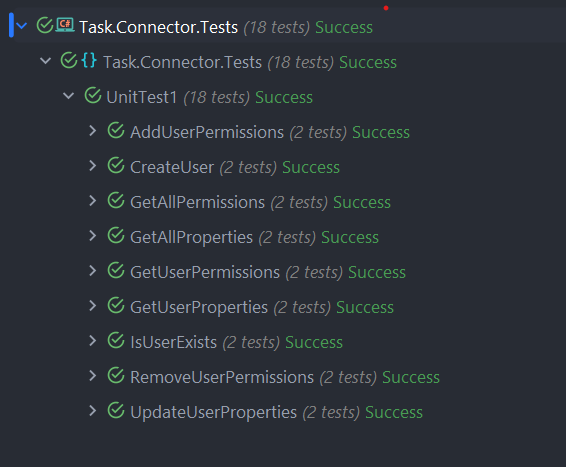 C# Task.Connector.Tests (18 tests) Success
{} Task.Connector.Tests (18 tests) Success
UnitTest1 (18 tests) Success
AddUserPermissions (2 tests) Success
CreateUser (2 tests) Success
GetAllPermissions (2 tests) Success
GetAllProperties (2 tests) Success
GetUserPermissions (2 tests) Success
GetUserProperties (2 tests) Success
IsUserExists (2 tests) Success
RemoveUserPermissions (2 tests) Success
UpdateUserProperties (2 tests) Success